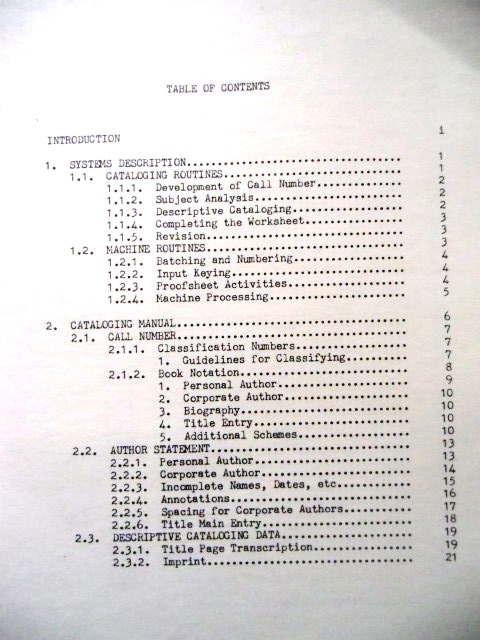 TABLE OF CONTENTS
INTRODUCTION i
1. SYSTEMS DESCRIPTION........................................ 1
1.1. CATALOGING ROUTINES........................................ 1
1.1.1. Development of Call Number............... 2
1.1.2. Subject Analysis......................... 2
1.1.3. Descriptive Cataloging................... 2
1.1.4. Completing the Worksheet................. 3
1.1.5. Revision................................. 3
1.2. MACHINE ROUTINES................................ 3
1.2.1. Batching and Numbering................... 4
1.2.2. Input Keying............................. 4
1.2.3. Proofsheet Activities.................... 4
1.2.4. Machine Processing....................... 5
2. CATALOGING MANUAL...................................... 6
2.1. CALL NUMBER..................................... 7
2.1.1. Classification Numbers................... 7
1. Guidelines for Classifying.......... 7
2.1.2. Book Notation............................ 8
1. Personal Author...................... 9
2. Corporate Author..................... 10
3. Biography............................ 10
4. Title Entry.......................... 10
5. Additional Schemes................... 10
2.2. AUTHOR STATEMENT................................ 13
2.2.1. Personal Author.......................... 13
2.2.2. Corporate Author......................... 14
2.2.3. Incomplete Names, Dates, etc............. 15
2.2.4. Annotations.............................. 16
2.2.5. Spacing for Corporate Authors............ 17
2.2.6. Title Main Entry......................... 18
2.3. DESCRIPTIVE CATALOGING DATA..................... 19
2.3.1. Title Page Transcription................. 19
2.3.2. Imprint.................................. 21